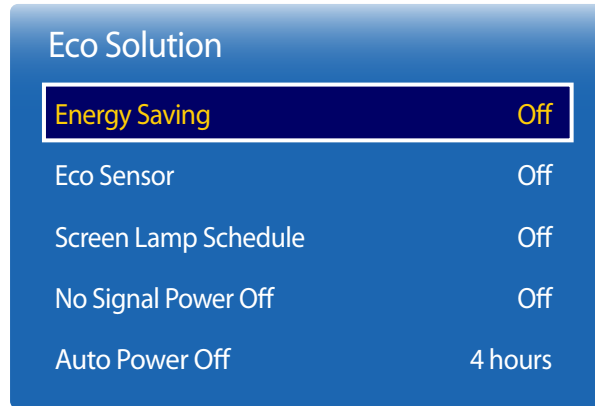 Eco Solution
Energy Saving Off
Eco Sensor Off
Screen Lamp Schedule Off
No Signal Power Off Off
Auto Power Off 4 hours